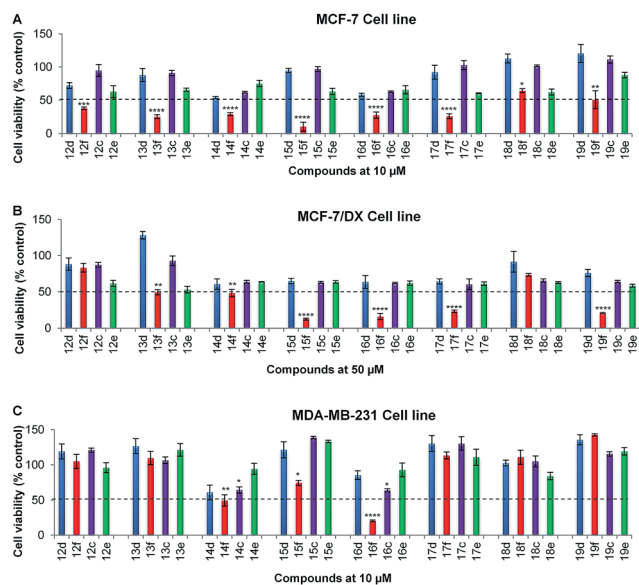 A
MCF-7 Cell line
Cell viability (% control)
150
100
50
0
*** **** **** **** **** **** * **
12d 12f 12c 12e 13d 13f 13c 13e 14d 14f 14c 14e 15d 15f 15c 15e 16d 16f 16c 16e 17d 17f 17c 17e 18d 18f 18c 18e 19d 19f 19c 19e
Compounds at 10 µM
B
MCF-7/DX Cell line
Cell viability (% control)
150
100
50
0
** ** **** **** **** ****
12d 12f 12c 12e 13d 13f 13c 13e 14d 14f 14c 14e 15d 15f 15c 15e 16d 16f 16c 16e 17d 17f 17c 17e 18d 18f 18c 18e 19d 19f 19c 19e
Compounds at 50 µM
C
MDA-MB-231 Cell line
Cell viability (% control)
150
100
50
0
** * * **** *
12d 12f 12c 12e 13d 13f 13c 13e 14d 14f 14c 14e 15d 15f 15c 15e 16d 16f 16c 16e 17d 17f 17c 17e 18d 18f 18c 18e 19d 19f 19c 19e
Compounds at 10 µM